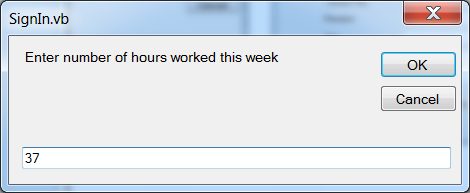 SignIn.vb
Enter number of hours worked this week
OK
Cancel
37